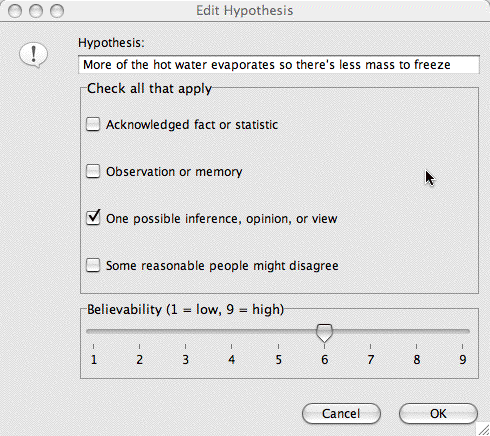 Edit Hypothesis
Hypothesis:
More of the hot water evaporates so there's less mass to freeze
Check all that apply
Acknowledged fact or statistic
Observation or memory
One possible inference, opinion, or view
Some reasonable people might disagree
Believability (1 = low, 9 = high)
1 2 3 4 5 6 7 8 9
Cancel OK